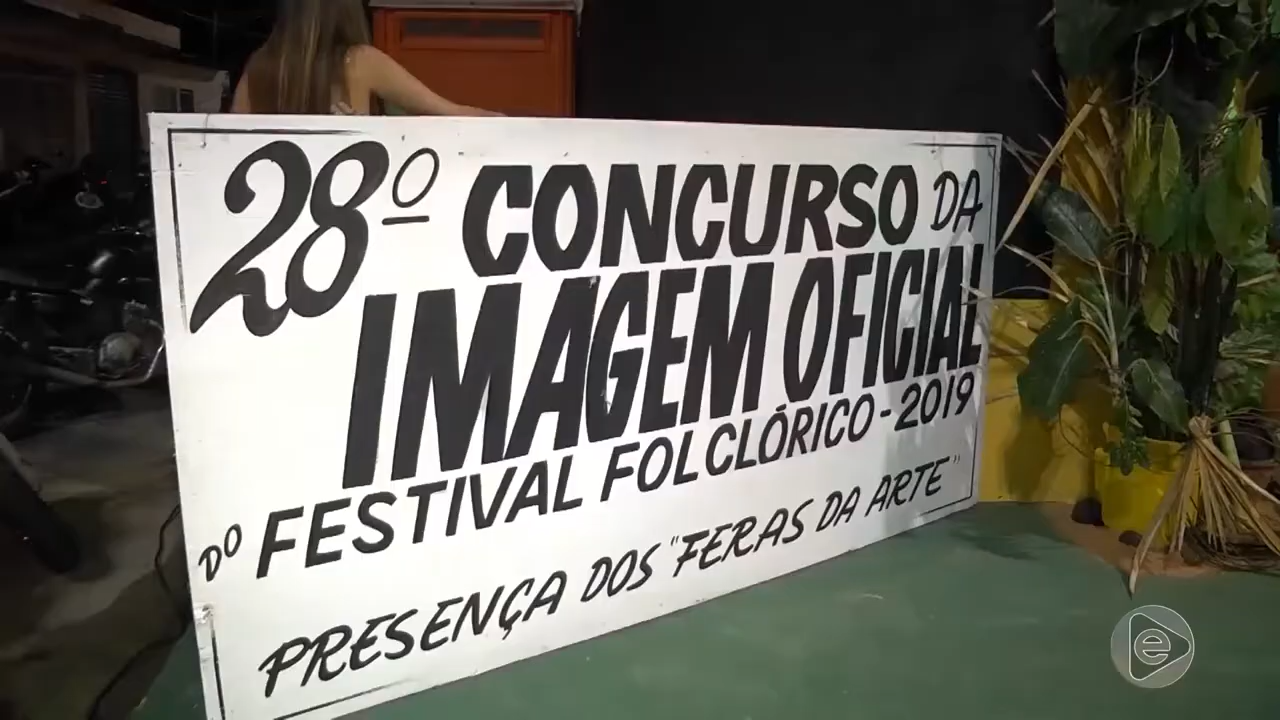 28º CONCURSO DA
IMAGEM OFICIAL
DO FESTIVAL FOLCLÓRICO - 2019
PRESENÇA DOS "FERAS DA ARTE"
e